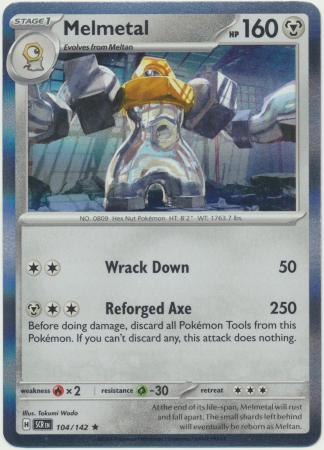 STAGE 1
Melmetal
HP 160
Evolves from Meltan
NO. 0809 Hex Nut Pokémon HT: 8'2" WT: 1763.7 lbs.
Wrack Down 50
Reforged Axe 250
Before doing damage, discard all Pokémon Tools from this Pokémon. If you can't discard any, this attack does nothing.
weakness × 2 resistance -30 retreat
Illus. Takumi Wada
H SCR EN 104/142 ★
At the end of its life-span, Melmetal will rust
and fall apart. The small shards left behind
will eventually be reborn as Meltan.